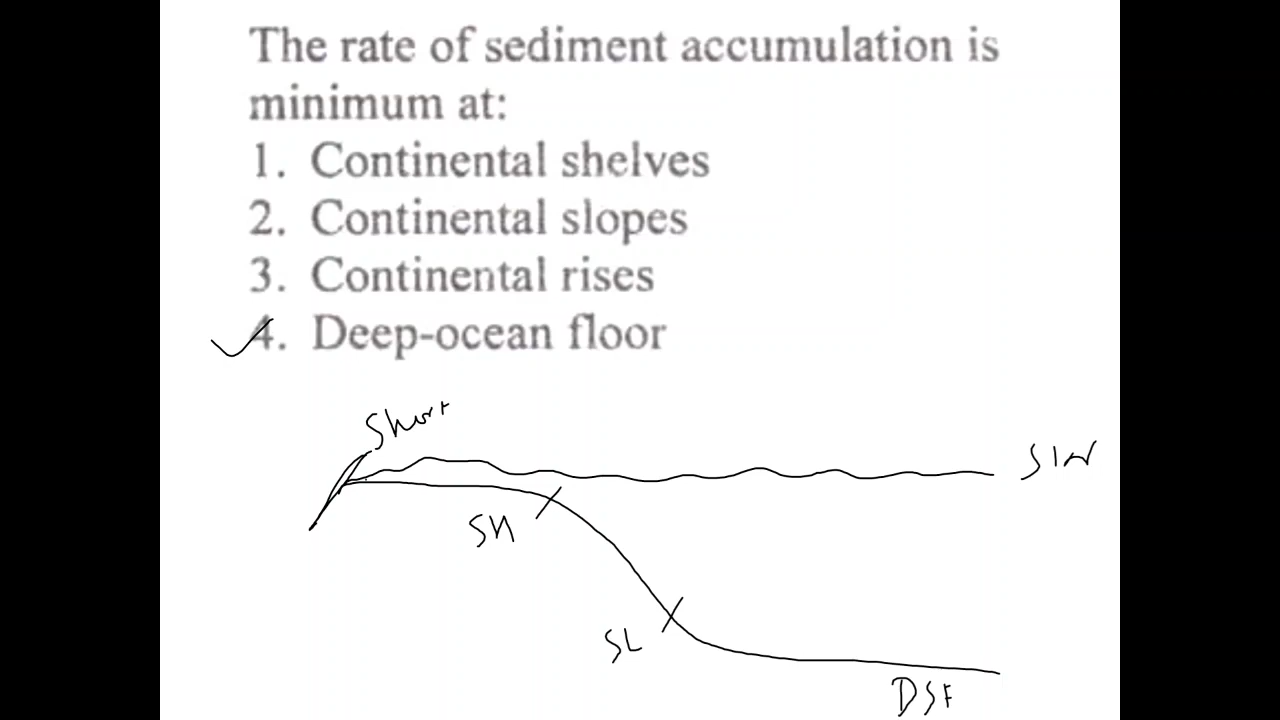 The rate of sediment accumulation is
minimum at:
1. Continental shelves
2. Continental slopes
3. Continental rises
4. Deep-ocean floor
SH
SL
DSF